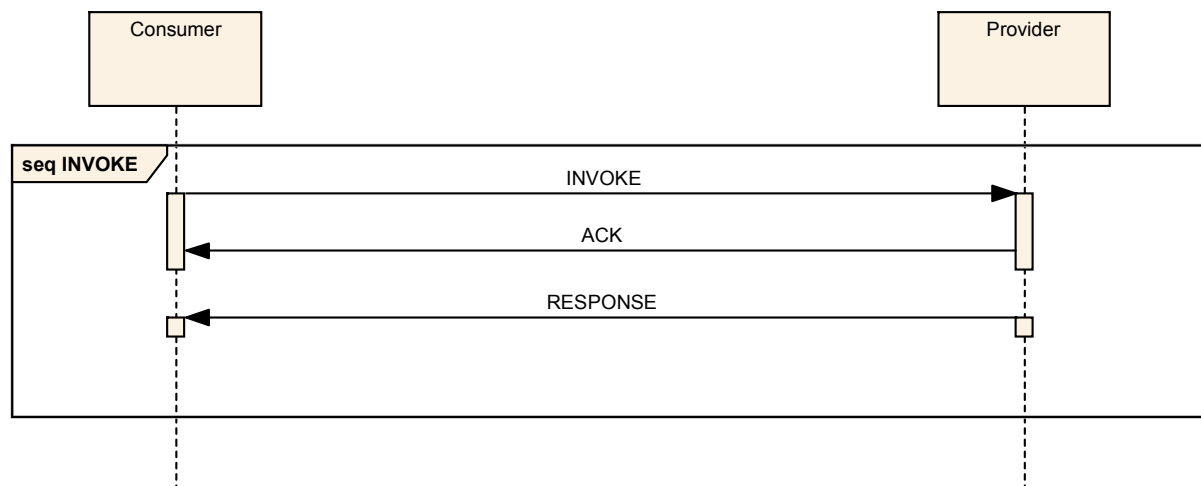 Consumer
Provider
seq INVOKE
INVOKE
ACK
RESPONSE